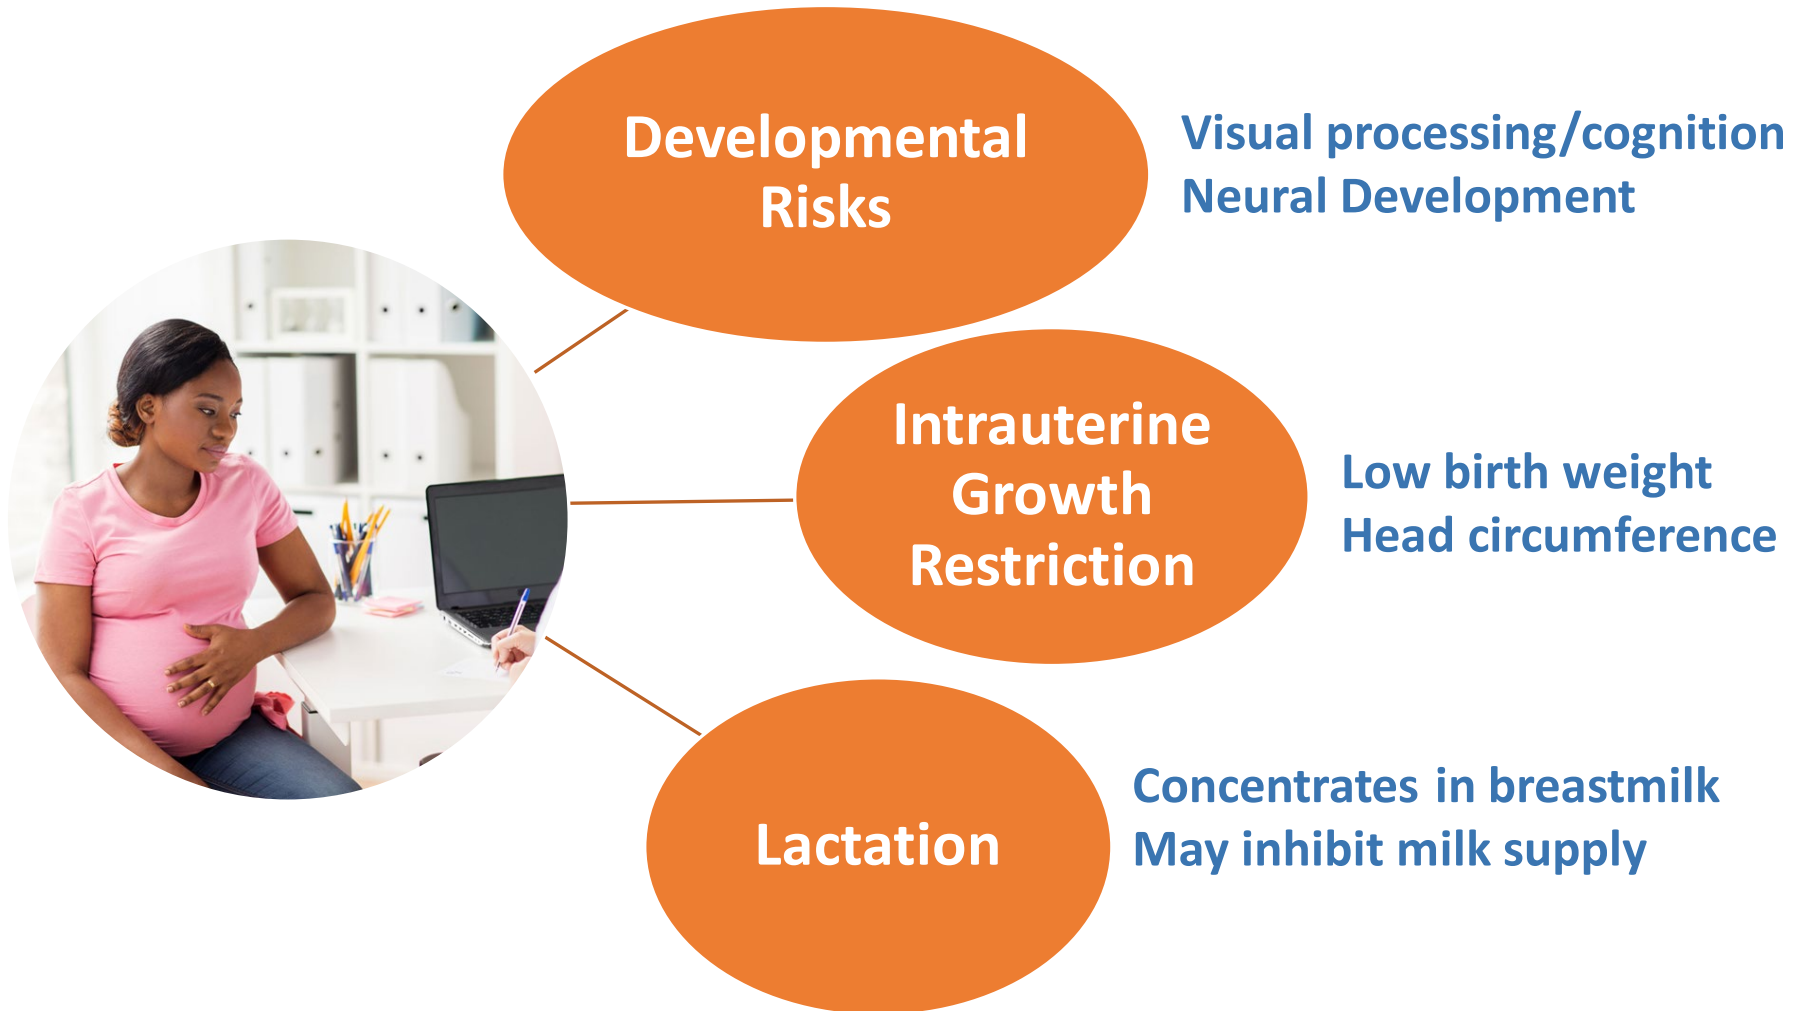 Developmental
Risks
Visual processing/cognition
Neural Development
Intrauterine
Growth
Restriction
Low birth weight
Head circumference
Lactation
Concentrates in breastmilk
May inhibit milk supply